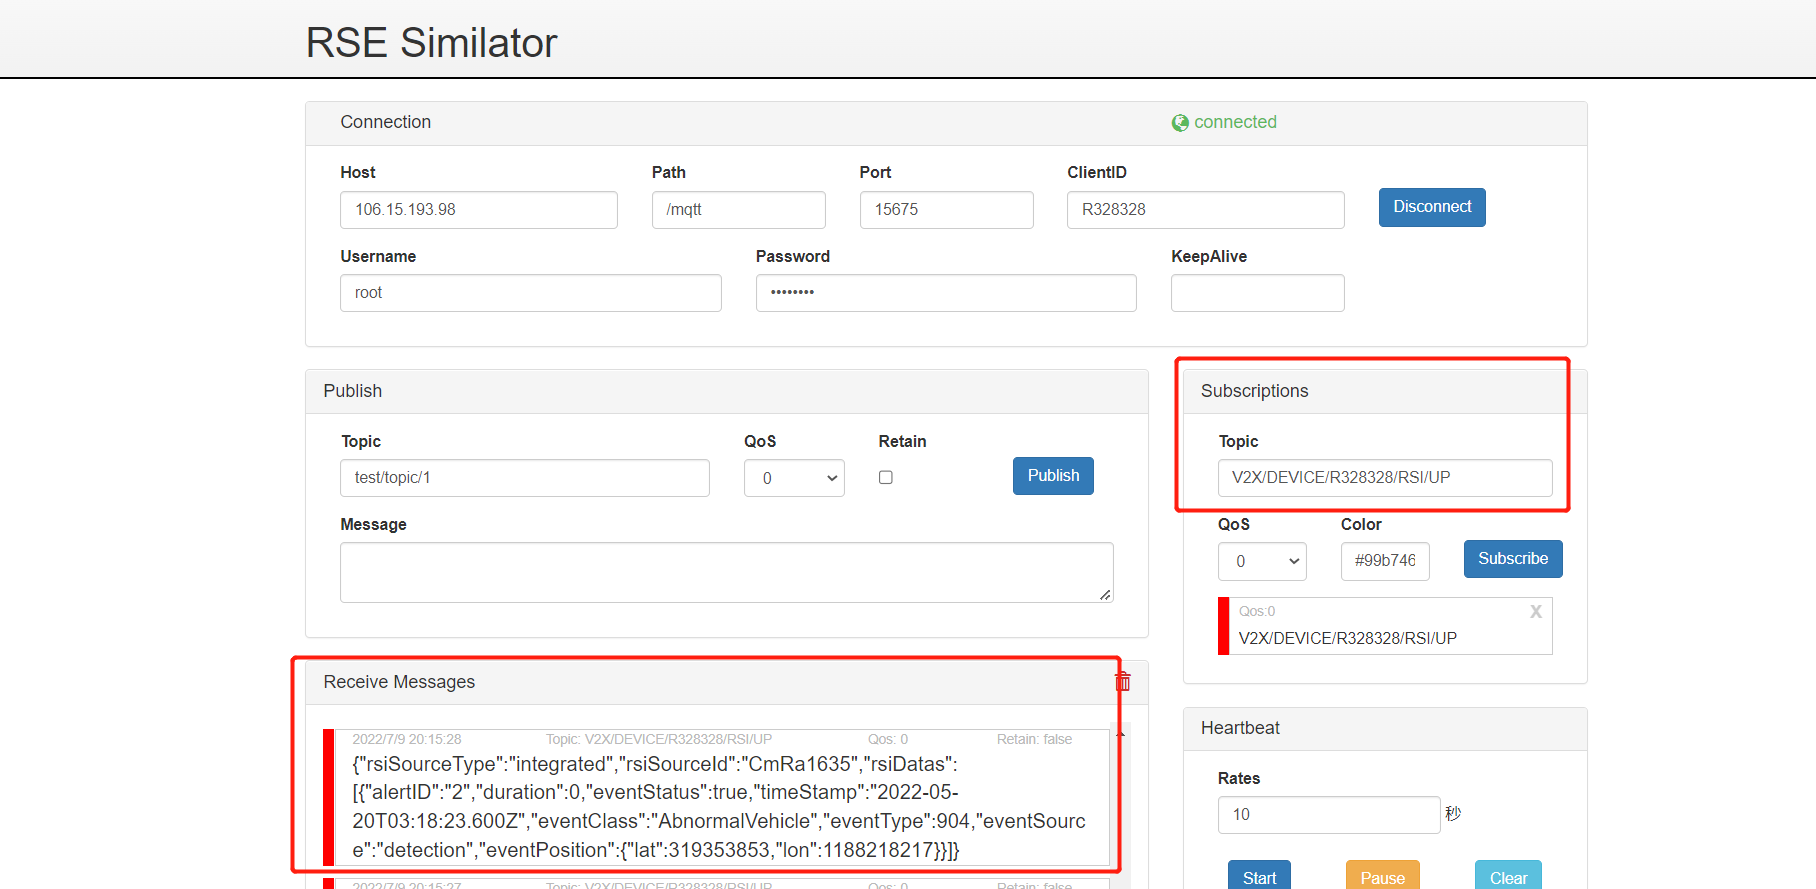 RSE Similator
Connection
connected
Host
Path
Port
ClientID
106.15.193.98
/mqtt
15675
R328328
Disconnect
Username
Password
KeepAlive
root
••••••••
Publish
Topic
QoS
Retain
test/topic/1
0
Publish
Message
Subscriptions
Topic
V2X/DEVICE/R328328/RSI/UP
QoS
Color
0
#99b746
Subscribe
Qos:0
X
V2X/DEVICE/R328328/RSI/UP
Receive Messages
2022/7/9 20:15:28 Topic: V2X/DEVICE/R328328/RSI/UP Qos: 0 Retain: false
{"rsiSourceType":"integrated","rsiSourceId":"CmRa1635","rsiDatas":
[{"alertID":"2","duration":0,"eventStatus":true,"timeStamp":"2022-05-
20T03:18:23.600Z","eventClass":"AbnormalVehicle","eventType":904,"eventSourc
e":"detection","eventPosition":{"lat":319353853,"lon":1188218217}}]}
2022/7/9 20:15:27 Topic: V2X/DEVICE/R328328/RSI/UP Qos: 0 Retain: false
Heartbeat
Rates
10 秒
Start
Pause
Clear